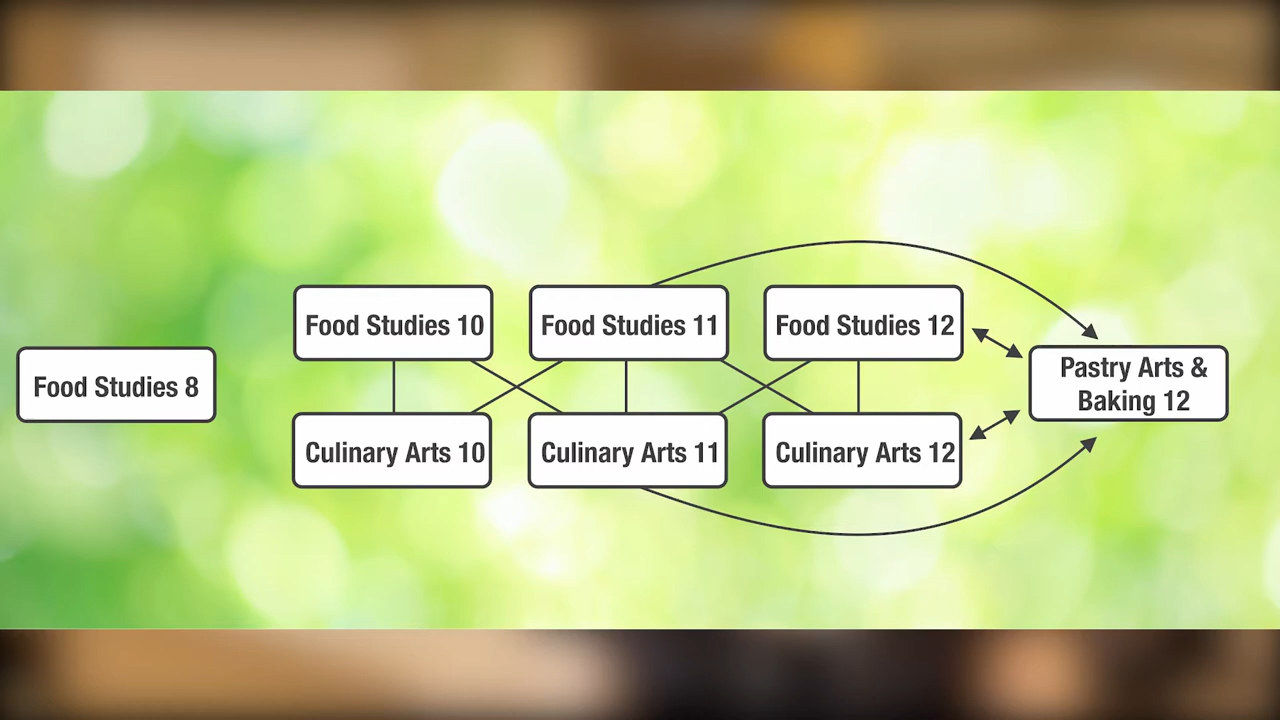 Food Studies 8
Food Studies 10
Food Studies 11
Food Studies 12
Culinary Arts 10
Culinary Arts 11
Culinary Arts 12
Pastry Arts &
Baking 12